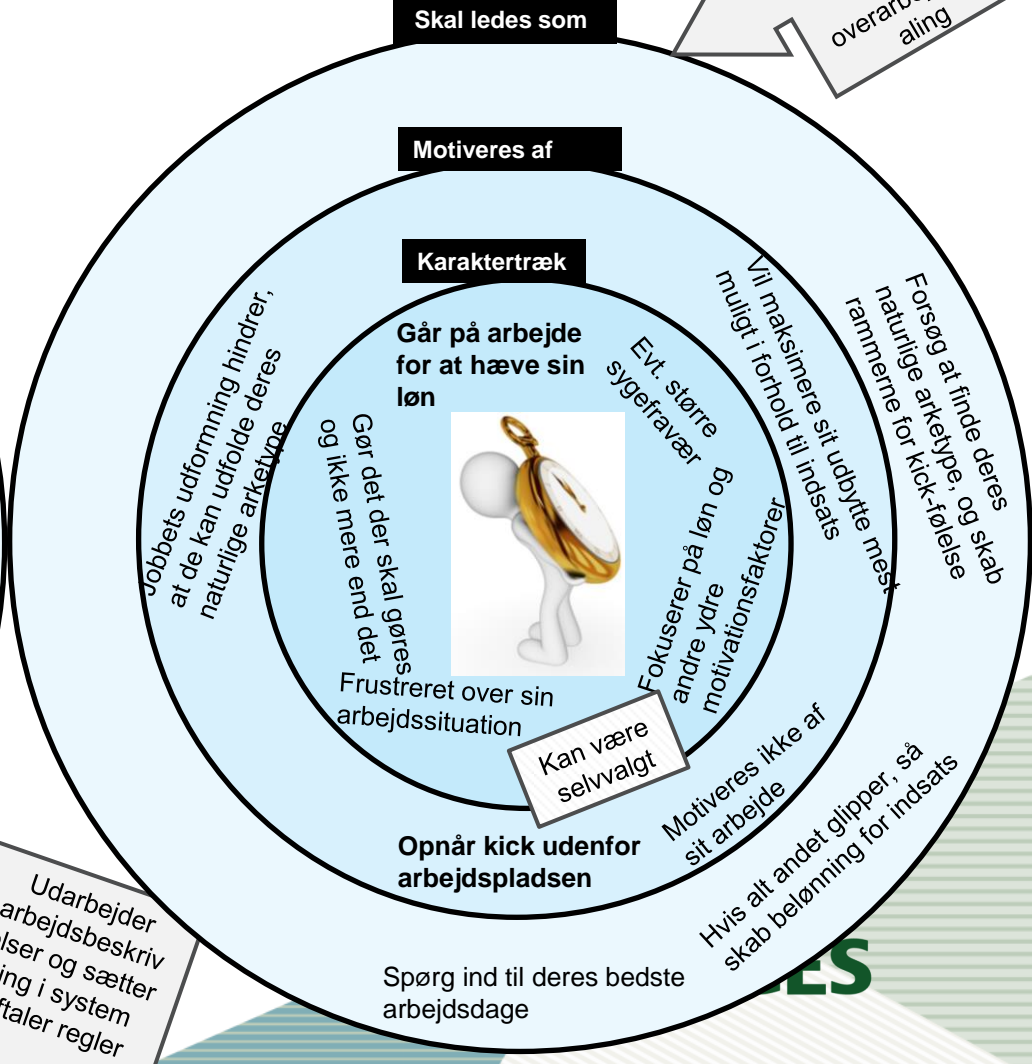 Skal ledes som
aling
Motiveres af
Karaktertræk
Går på arbejde
for at hæve sin
løn
Evt. større
sygefravær
Gør det der skal gøres
og ikke mere end det
Fokuserer på løn og
andre ydre
motivationsfaktorer
Frustreret over sin
arbejdssituation
Kan være
selvvalgt
Jobbets udformning hindrer,
at de kan udfolde deres
naturlige arketype
Vil maksimere sit udbytte mest
muligt i forhold til indsats
Motiveres ikke af
sit arbejde
Opnår kick udenfor
arbejdspladsen
Forsøg at finde deres
naturlige arketype, og skab
rammerne for kick-følelse
Hvis alt andet glipper, så
skab belønning for indsats
Spørg ind til deres bedste
arbejdsdage
Udarbejder
arbejdsbeskriv
elser og sætter
ing i system
ftaler regler
ES